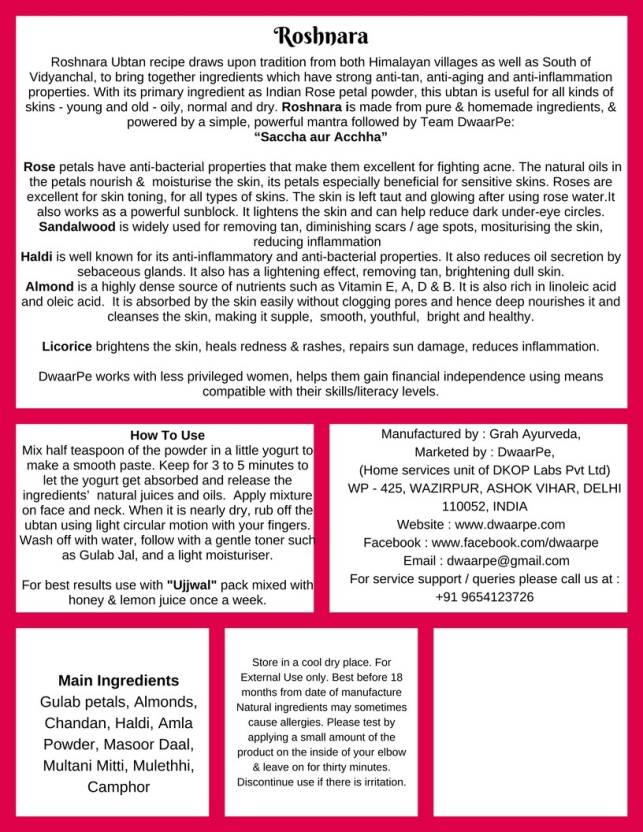 Roshnara
Roshnara Ubtan recipe draws upon tradition from both Himalayan villages as well as South of
Vidyanchal, to bring together ingredients which have strong anti-tan, anti-aging and anti-inflammation
properties. With its primary ingredient as Indian Rose petal powder, this ubtan is useful for all kinds of
skins - young and old - oily, normal and dry. Roshnara is made from pure & homemade ingredients, &
powered by a simple, powerful mantra followed by Team DwaarPe:
“Saccha aur Acchha”
Rose petals have anti-bacterial properties that make them excellent for fighting acne. The natural oils in
the petals nourish & moisturise the skin, its petals especially beneficial for sensitive skins. Roses are
excellent for skin toning, for all types of skins. The skin is left taut and glowing after using rose water.It
also works as a powerful sunblock. It lightens the skin and can help reduce dark under-eye circles.
Sandalwood is widely used for removing tan, diminishing scars / age spots, mositurising the skin,
reducing inflammation
Haldi is well known for its anti-inflammatory and anti-bacterial properties. It also reduces oil secretion by
sebaceous glands. It also has a lightening effect, removing tan, brightening dull skin.
Almond is a highly dense source of nutrients such as Vitamin E, A, D & B. It is also rich in linoleic acid
and oleic acid. It is absorbed by the skin easily without clogging pores and hence deep nourishes it and
cleanses the skin, making it supple, smooth, youthful, bright and healthy.
Licorice brightens the skin, heals redness & rashes, repairs sun damage, reduces inflammation.
DwaarPe works with less privileged women, helps them gain financial independence using means
compatible with their skills/literacy levels.
How To Use
Mix half teaspoon of the powder in a little yogurt to
make a smooth paste. Keep for 3 to 5 minutes to
let the yogurt get absorbed and release the
ingredients' natural juices and oils. Apply mixture
on face and neck. When it is nearly dry, rub off the
ubtan using light circular motion with your fingers.
Wash off with water, follow with a gentle toner such
as Gulab Jal, and a light moisturiser.
For best results use with "Ujjwal" pack mixed with
honey & lemon juice once a week.
Manufactured by : Grah Ayurveda,
Marketed by : DwaarPe,
(Home services unit of DKOP Labs Pvt Ltd)
WP - 425, WAZIRPUR, ASHOK VIHAR, DELHI
110052, INDIA
Website : www.dwaarpe.com
Facebook : www.facebook.com/dwaarpe
Email : dwaarpe@gmail.com
For service support / queries please call us at :
+91 9654123726
Main Ingredients
Gulab petals, Almonds,
Chandan, Haldi, Amla
Powder, Masoor Daal,
Multani Mitti, Mulethhi,
Camphor
Store in a cool dry place. For
External Use only. Best before 18
months from date of manufacture
Natural ingredients may sometimes
cause allergies. Please test by
applying a small amount of the
product on the inside of your elbow
& leave on for thirty minutes.
Discontinue use if there is irritation.